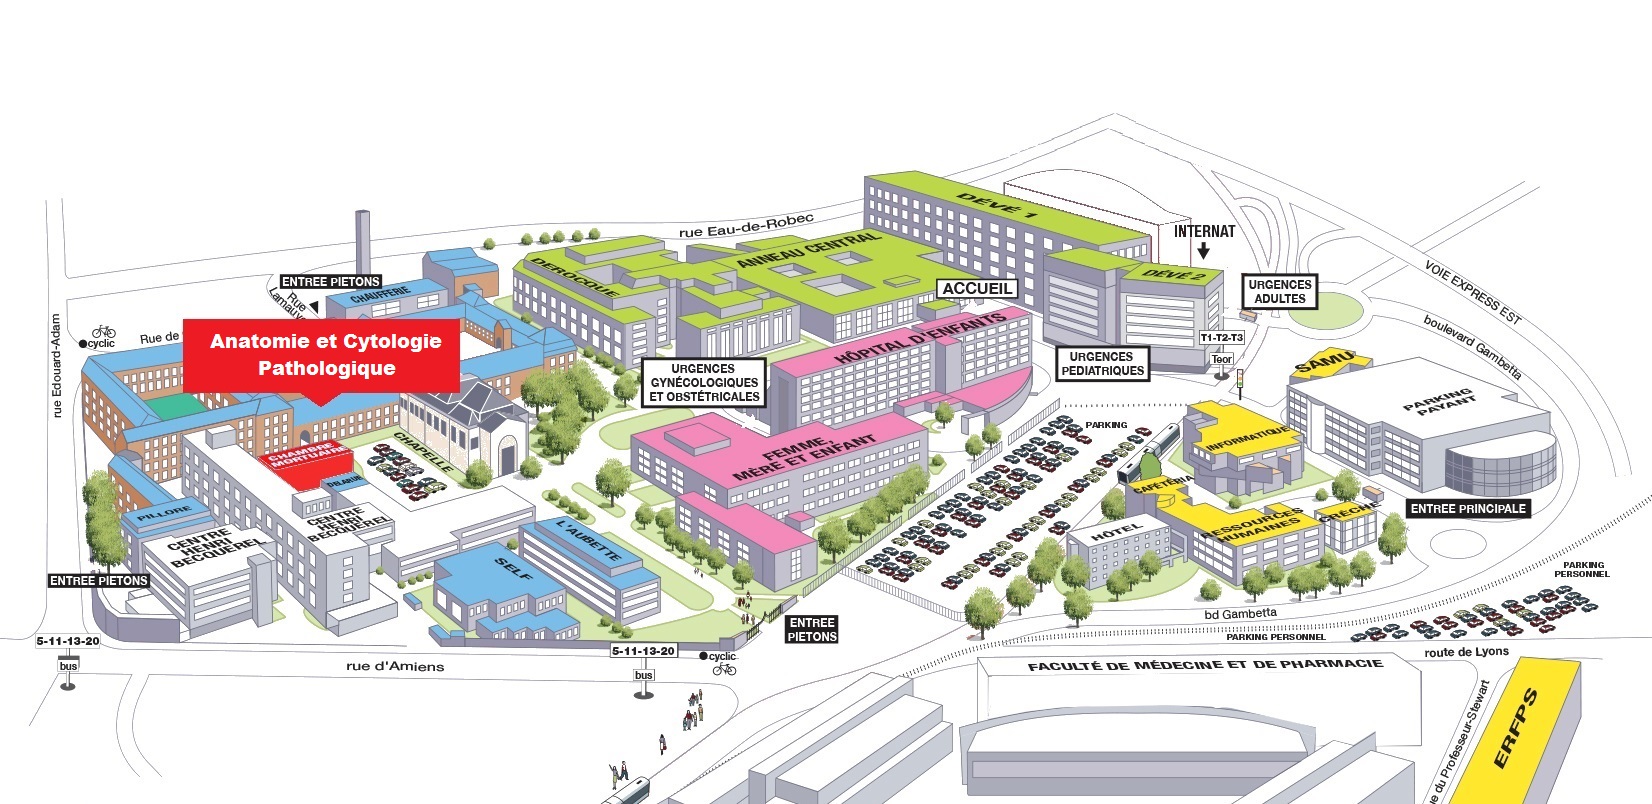 rue Eau-de-Robec
DÉVÉ 1
INTERNAT
ANNEAU CENTRAL
DEROCQUE
DÉVÉ 2
VOIE EXPRESS EST
ENTREE PIETONS
CHAUFFERIE
Rue
ACCUEIL
URGENCES
ADULTES
boulevard Gambetta
rue Edouard-Adam
cyclic
Rue de
Anatomie et Cytologie
Pathologique
HÔPITAL D'ENFANTS
T1-T2-T3
Teor
URGENCES
PEDIATRIQUES
URGENCES
GYNÉCOLOGIQUES
ET OBSTÉTRICALES
SAMU
PARKING
PAYANT
PARKING
INFORMATIQUE
CHAPELLE
CHAMBRE
MORTUAIRE
DELARUE
FEMME,
MÈRE ET ENFANT
CAFÉTÉRIA
ENTREE PRINCIPALE
PILLORE
CENTRE
HENRI
BECQUEREL
CENTRE
HENRI
BECQUEREL
L'AUBETTE
SELF
HOTEL
RESSOURCES
HUMAINES
CRÈCHE
ENTREE PIETONS
PARKING
PERSONNEL
bd Gambetta
ENTREE
PIETONS
PARKING PERSONNEL
5-11-13-20
bus
5-11-13-20
bus
cyclic
rue d'Amiens
route de Lyons
FACULTÉ DE MÉDECINE ET DE PHARMACIE
ERFPS
rue du Professeur-Stewart